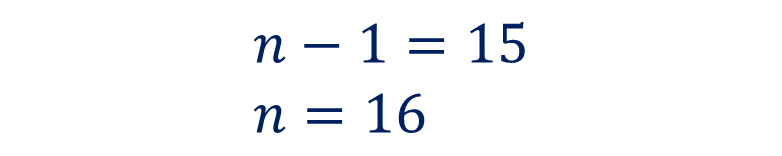 n − 1 = 15
n = 16